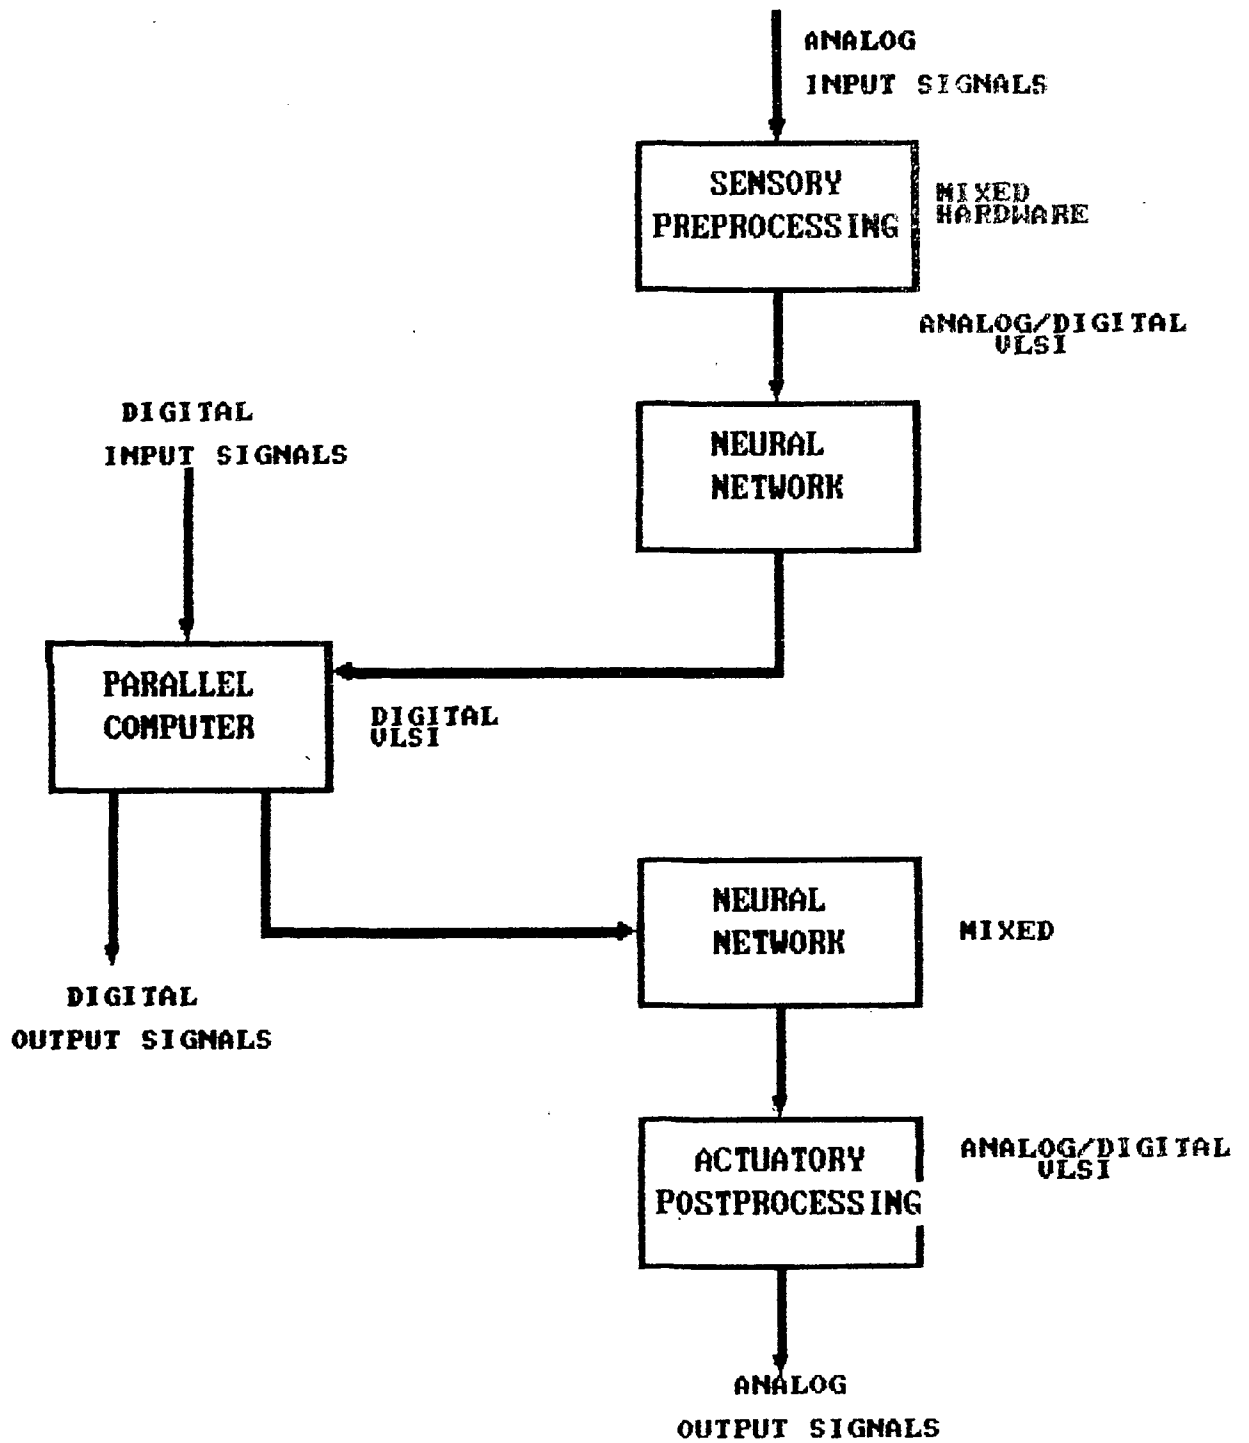 ANALOG
INPUT SIGNALS
SENSORY
PREPROCESSING
MIXED
HARDWARE
ANALOG/DIGITAL
VLSI
NEURAL
NETWORK
DIGITAL
INPUT SIGNALS
PARALLEL
COMPUTER
DIGITAL
VLSI
NEURAL
NETWORK
MIXED
DIGITAL
OUTPUT SIGNALS
ACTUATORY
POSTPROCESSING
ANALOG/DIGITAL
VLSI
ANALOG
OUTPUT SIGNALS